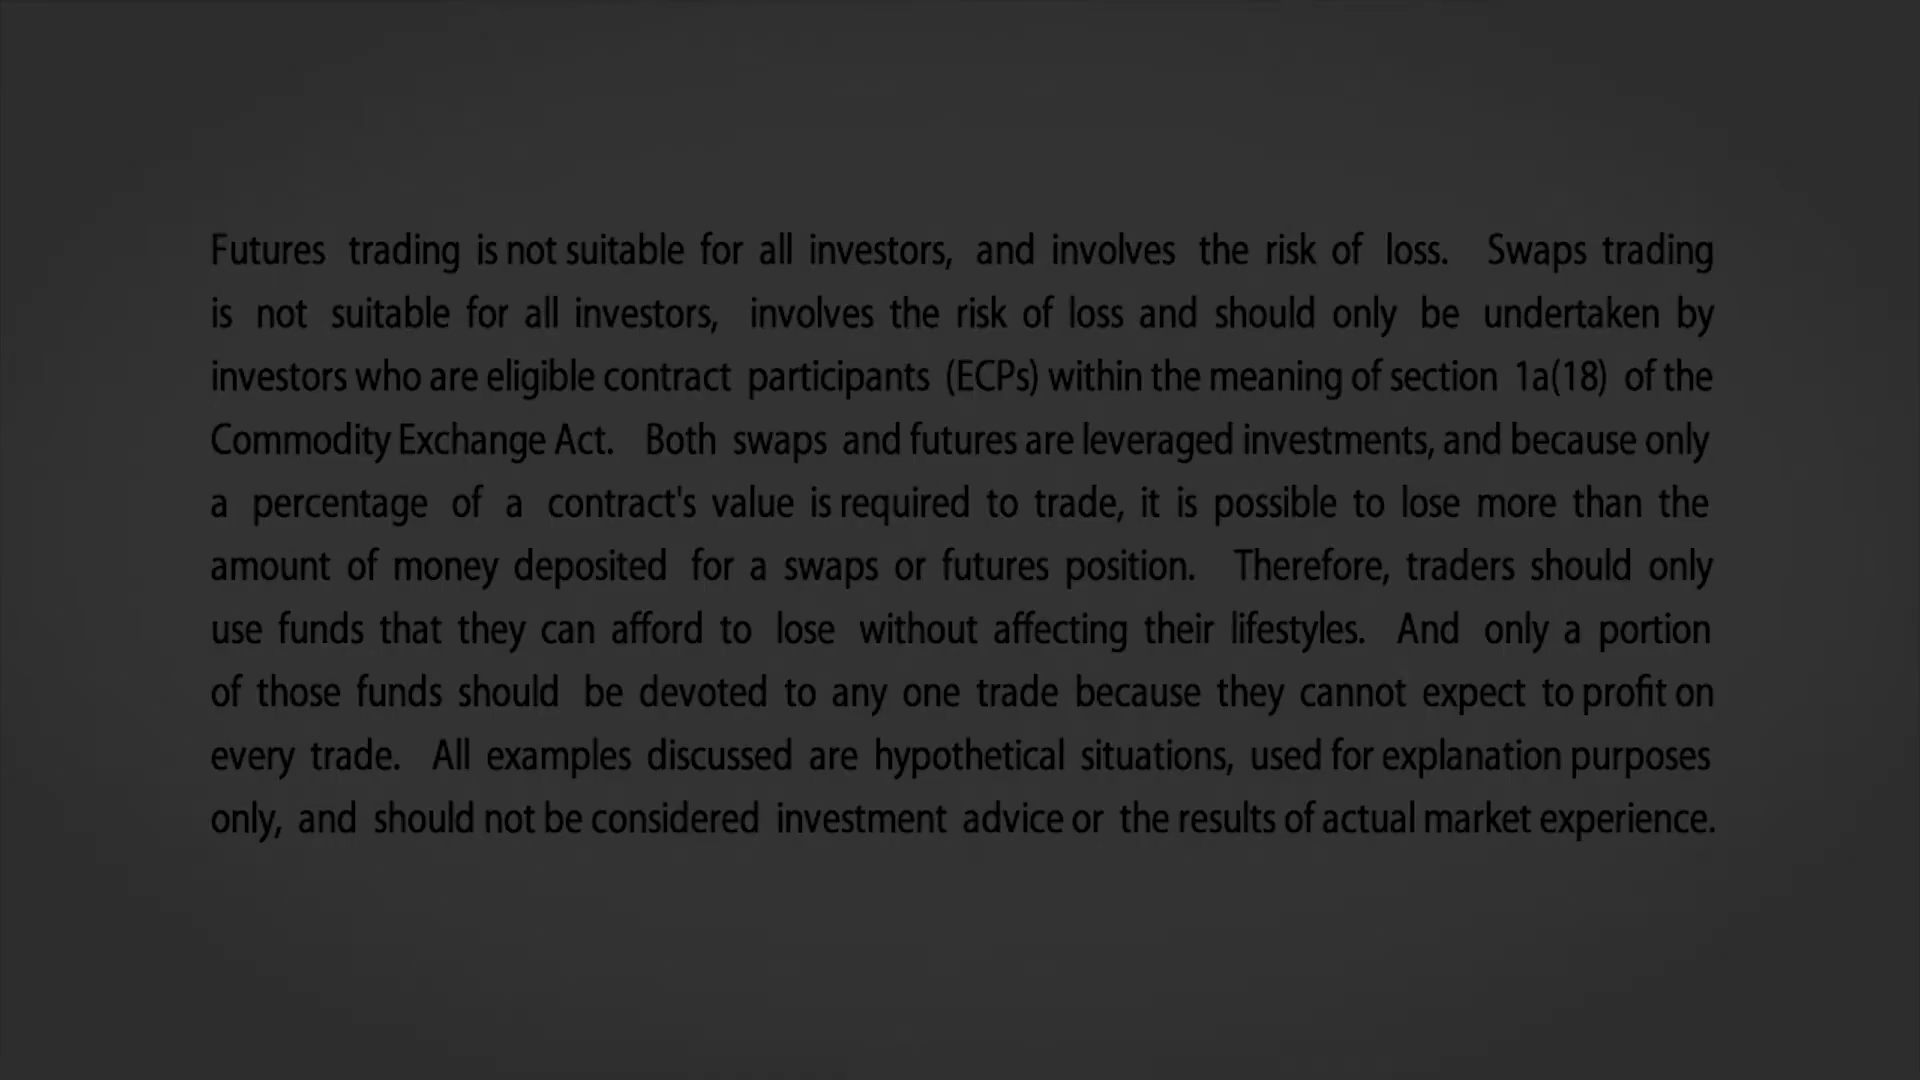 Futures trading is not suitable for all investors, and involves the risk of loss. Swaps trading
is not suitable for all investors, involves the risk of loss and should only be undertaken by
investors who are eligible contract participants (ECPs) within the meaning of section 1a(18) of the
Commodity Exchange Act. Both swaps and futures are leveraged investments, and because only
a percentage of a contract's value is required to trade, it is possible to lose more than the
amount of money deposited for a swaps or futures position. Therefore, traders should only
use funds that they can afford to lose without affecting their lifestyles. And only a portion
of those funds should be devoted to any one trade because they cannot expect to profit on
every trade. All examples discussed are hypothetical situations, used for explanation purposes
only, and should not be considered investment advice or the results of actual market experience.